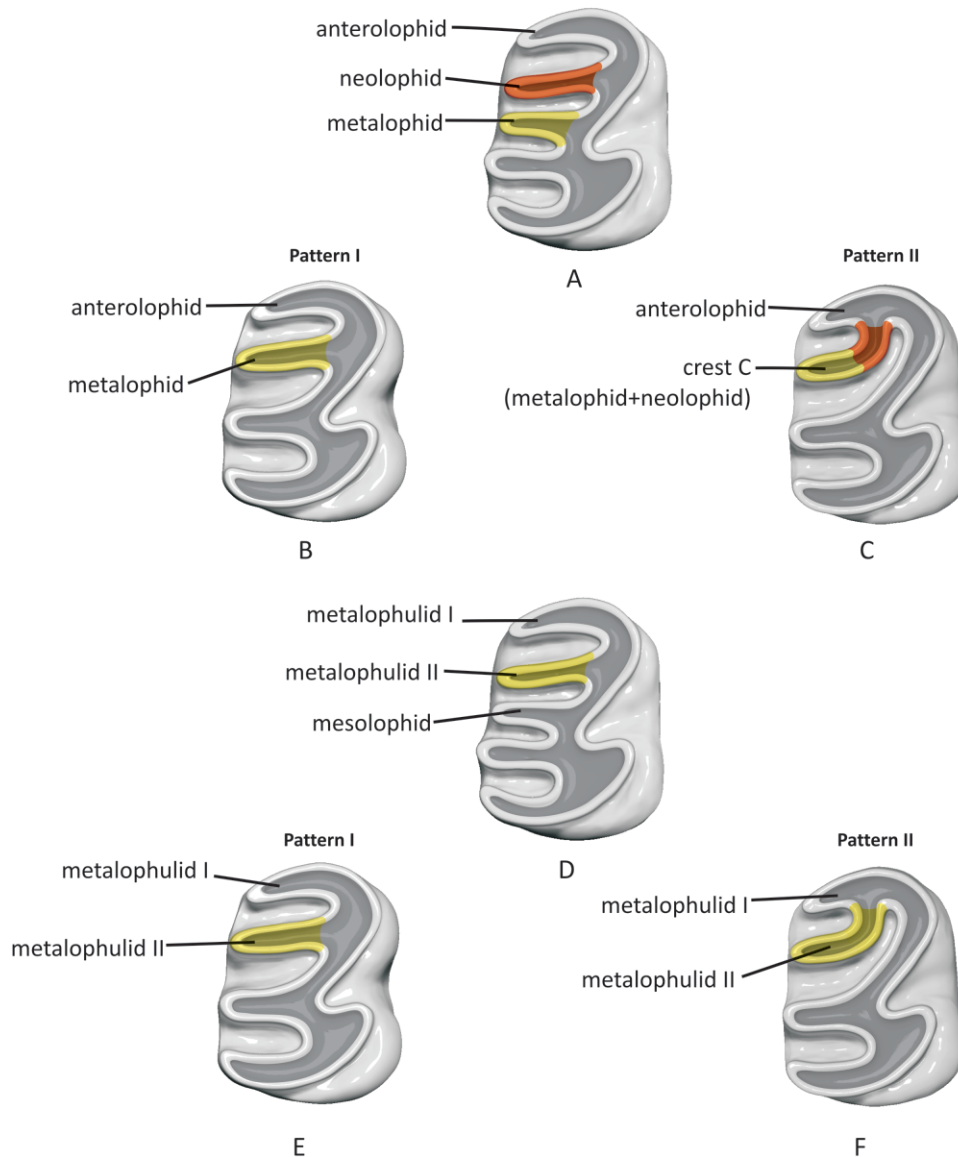 anterolophid
neolophid
metalophid
A
Pattern I
anterolophid
metalophid
B
Pattern II
anterolophid
crest C
(metalophid+neolophid)
C
metalophulid I
metalophulid II
mesolophid
D
Pattern I
metalophulid I
metalophulid II
E
Pattern II
metalophulid I
metalophulid II
F